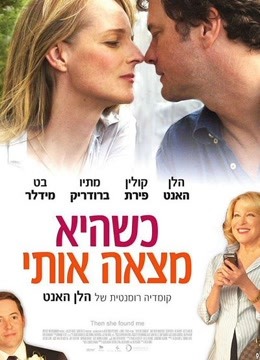 הלן האנט
קולין פירת
מתיו ברודריק
בט מידלר
כשהיא
מצאה אותי
קומדיה רומנטית של הלן האנט
Then she found me